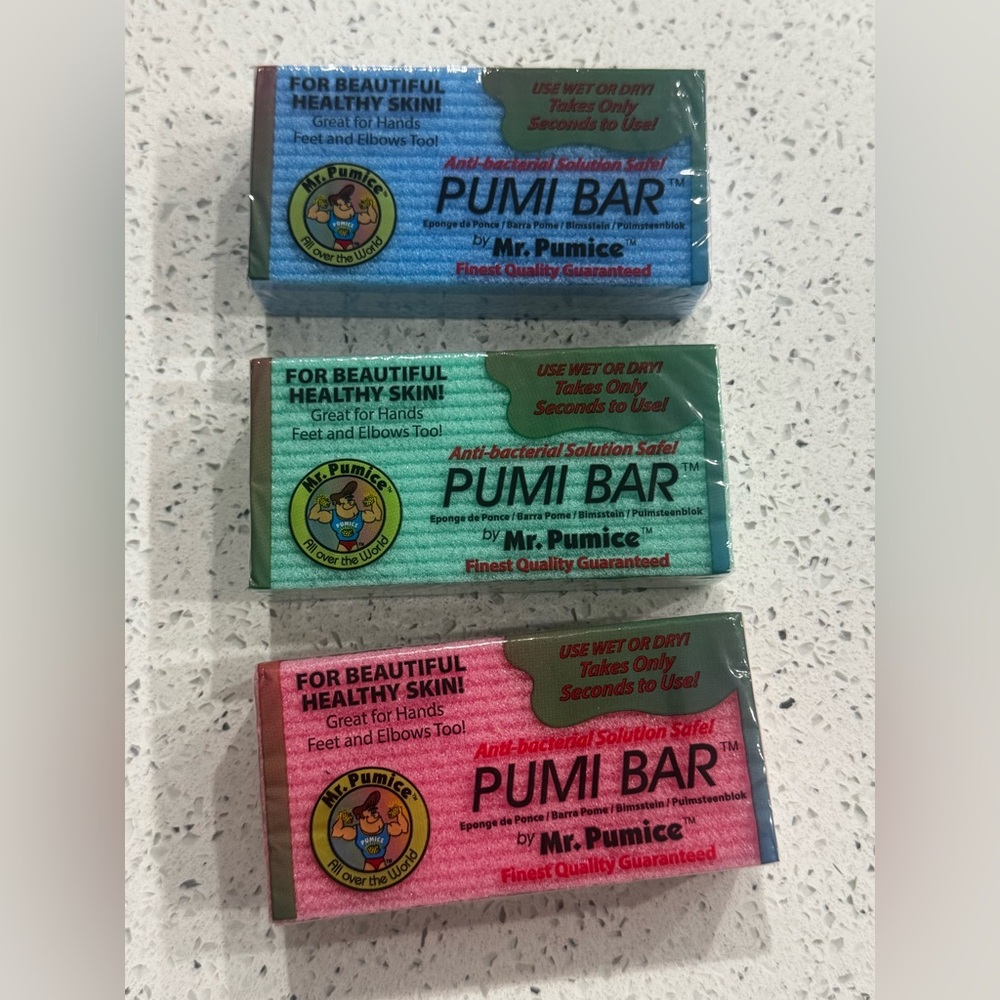 FOR BEAUTIFUL
HEALTHY SKIN!
Great for Hands
Feet and Elbows Too!
USE WET OR DRY!
Takes Only
Seconds to Use!
Mr. Pumice™
PUMICE
All over the World
Anti-bacterial Solution Safe!
PUMI BAR™
Eponge de Ponce / Barra Pome / Bimsstein / Puimsteenblok
by Mr. Pumice™
Finest Quality Guaranteed
FOR BEAUTIFUL
HEALTHY SKIN!
Great for Hands
Feet and Elbows Too!
USE WET OR DRY!
Takes Only
Seconds to Use!
Mr. Pumice™
PUMICE
All over the World
Anti-bacterial Solution Safe!
PUMI BAR™
Eponge de Ponce / Barra Pome / Bimsstein / Puimsteenblok
by Mr. Pumice™
Finest Quality Guaranteed
FOR BEAUTIFUL
HEALTHY SKIN!
Great for Hands
Feet and Elbows Too!
USE WET OR DRY!
Takes Only
Seconds to Use!
Mr. Pumice™
PUMICE
All over the World
Anti-bacterial Solution Safe!
PUMI BAR™
Eponge de Ponce / Barra Pome / Bimsstein / Puimsteenblok
by Mr. Pumice™
Finest Quality Guaranteed